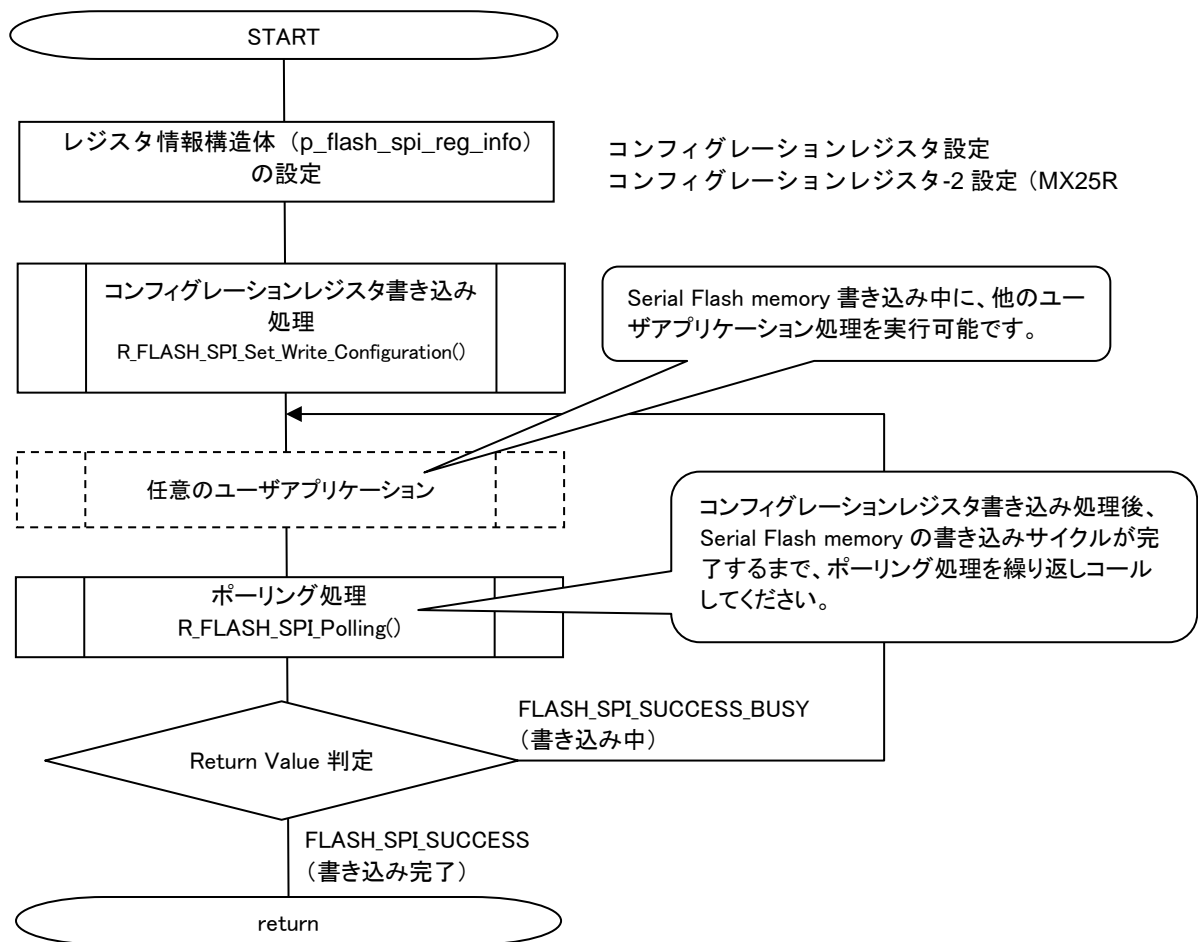 START
レジスタ情報構造体（p_flash_spi_reg_info）
の設定
コンフィグレーションレジスタ設定
コンフィグレーションレジスタ-2 設定（MX25R
コンフィグレーションレジスタ書き込み
処理
R_FLASH_SPI_Set_Write_Configuration()
Serial Flash memory 書き込み中に、他のユー
ザアプリケーション処理を実行可能です。
任意のユーザアプリケーション
コンフィグレーションレジスタ書き込み処理後、
Serial Flash memory の書き込みサイクルが完
了するまで、ポーリング処理を繰り返しコール
してください。
ポーリング処理
R_FLASH_SPI_Polling()
FLASH_SPI_SUCCESS_BUSY
（書き込み中）
Return Value 判定
FLASH_SPI_SUCCESS
（書き込み完了）
return